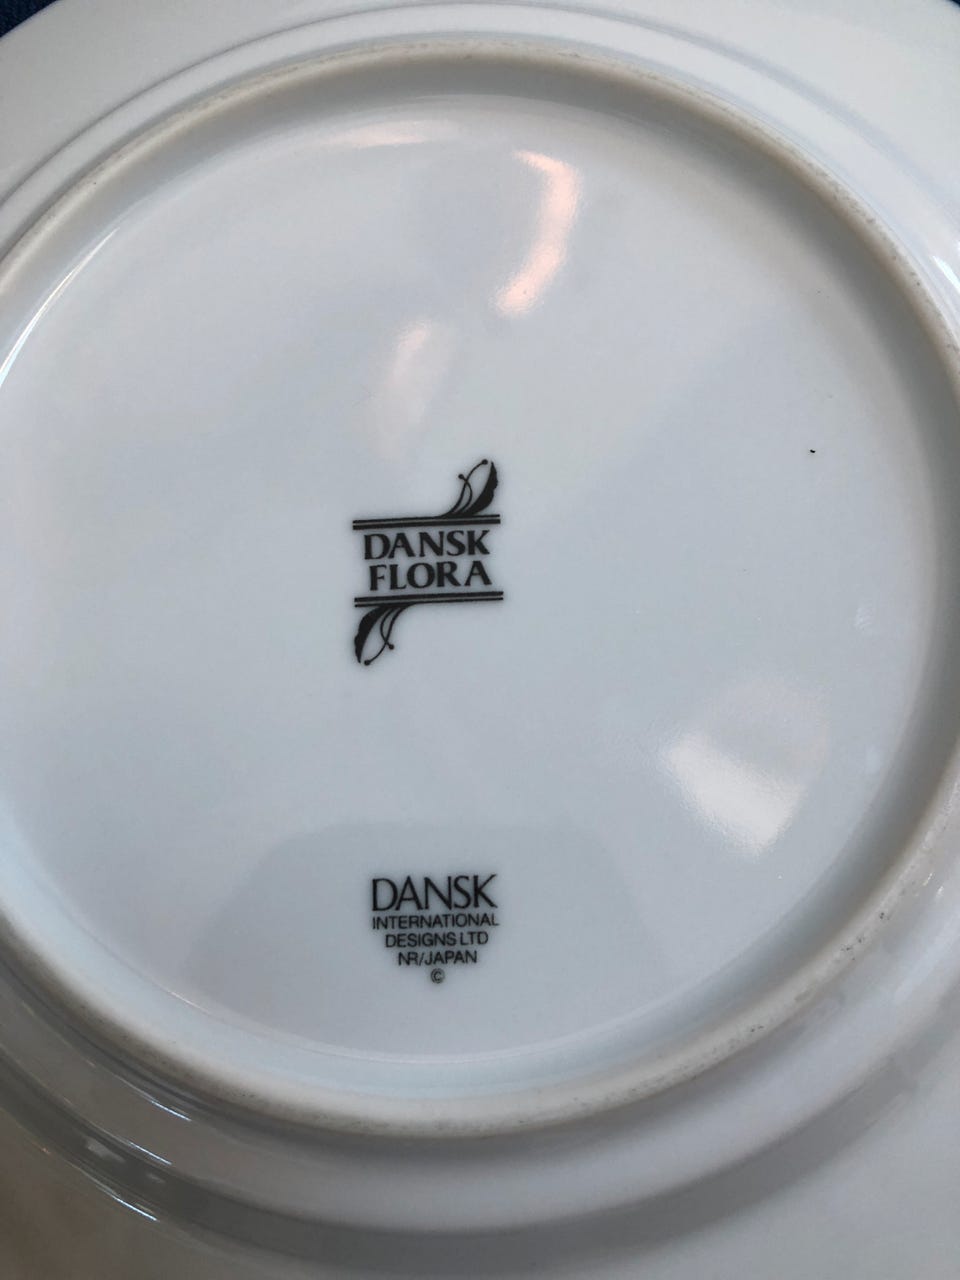 DANSK
FLORA
DANSK
INTERNATIONAL
DESIGNS LTD
NR/JAPAN
©